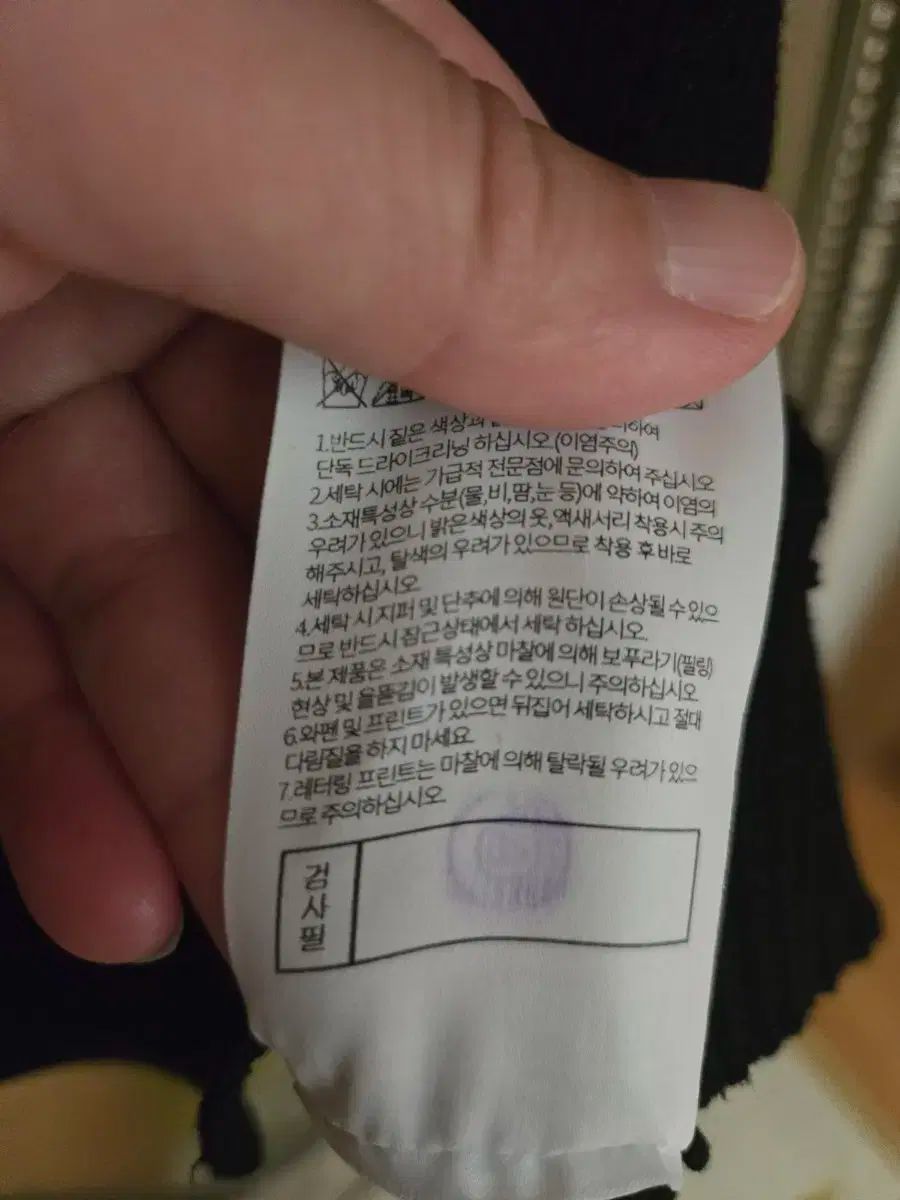 1.반드시 짙은 색상의 하여
단독 드라이크리닝 하십시오.(이염주의)
2.세탁 시에는 가급적 전문점에 문의하여 주십시오
3.소재특성상 수분(물,비,땀,눈 등)에 약하여 이염의
우려가 있으니 밝은 색상의 옷,액새서리 착용시 주의
해주시고, 탈색의 우려가 있으므로 착용 후 바로
세탁하십시오
4.세탁 시 지퍼 및 단추에 의해 원단이 손상될 수 있으
므로 반드시 잠근상태에서 세탁 하십시오.
5.본 제품은 소재 특성상 마찰에 의해 보푸라기(필링)
현상 및 올뜯김이 발생할 수 있으니 주의하십시오
6.와펜 및 프린트가 있으면 뒤집어 세탁하시고 절대
다림질을 하지 마세요
7.레터링 프린트는 마찰에 의해 탈락될 우려가 있으
므로 주의하십시오
검사필